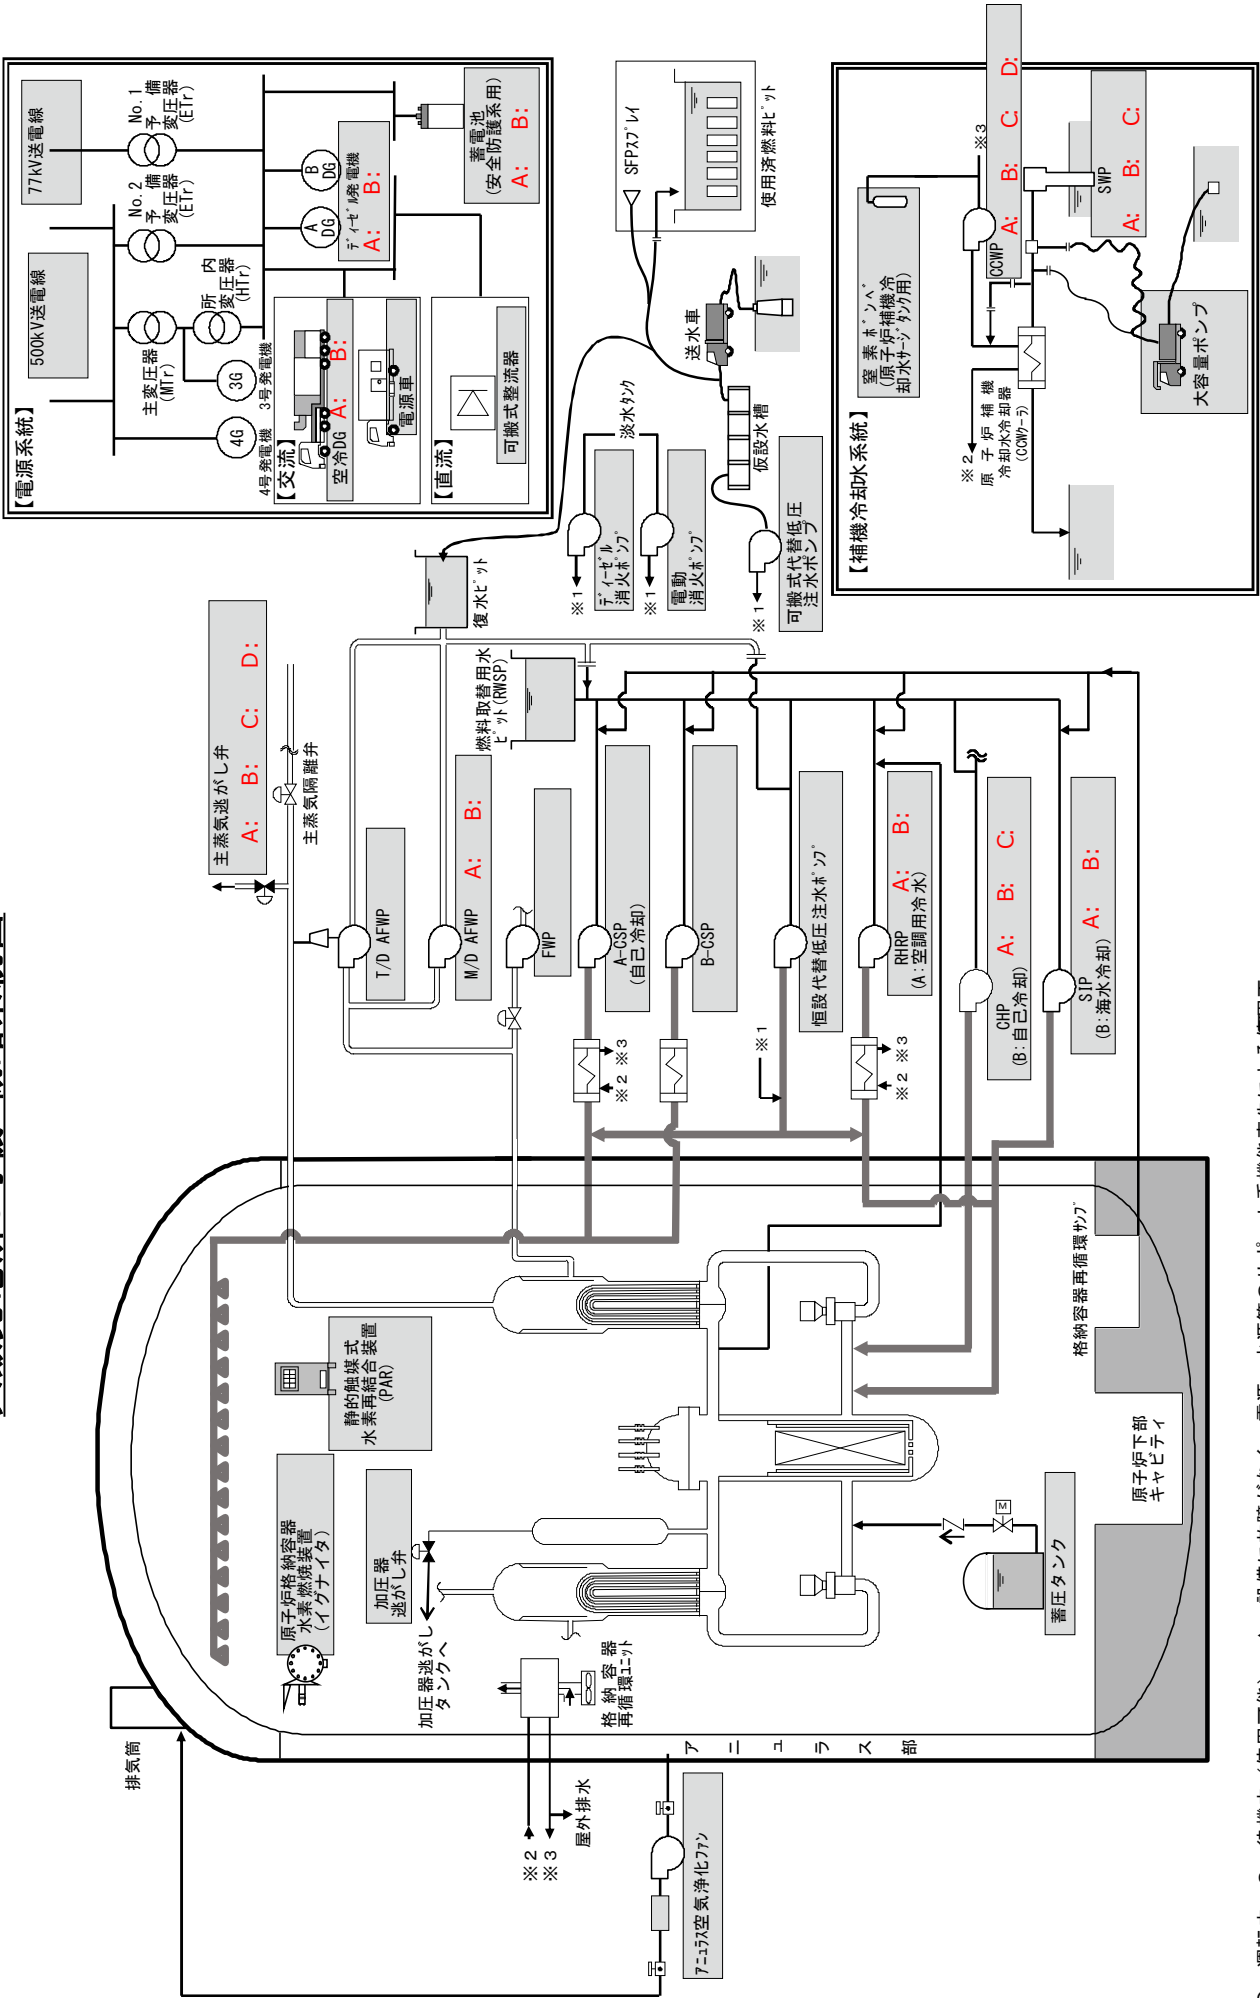 【電源系統】
500kV送電線
77kV送電線
主変圧器
(MTr)
所内
変圧器
(HTr)
No.2
予備
変圧器
(ETr)
No.1
予備
変圧器
(ETr)
4G
3G
4号発電機
3号発電機
A
DG
B
DG
ディーゼル発電機
A:
B:
蓄電池
(安全防護系用)
A:
B:
【交流】
空冷DG
A:
B:
電源車
【直流】
可搬式整流器
SFPスプレイ
使用済燃料ピット
送水車
淡水タンク
仮設水槽
※1
ディーゼル
消火ポンプ
※1
電動
消火ポンプ
※1
可搬式代替低圧
注水ポンプ
【補機冷却水系統】
窒素ボンベ
(原子炉補機冷
却水サージタンク用)
CCWP
A:
B:
C:
D:
※3
SWP
A:
B:
C:
※2
原子炉補機
冷却水冷却器
(CCWクーラ)
大容量ポンプ
主蒸気逃がし弁
A:
B:
C:
D:
主蒸気隔離弁
復水ピット
燃料取替用水
ピット(RWSP)
T/D AFWP
M/D AFWP
A:
B:
FWP
A-CSP
(自己冷却)
B-CSP
恒設代替低圧注水ポンプ
RHRP
(A:空調用冷水)
A:
B:
CHP
(B:自己冷却)
A:
B:
C:
SIP
(B:海水冷却)
A:
B:
※2
※3
※1
※2
※3
静的触媒式
水素再結合装置
(PAR)
原子炉格納容器
水素燃焼装置
(イグナイタ)
加圧器
逃がし弁
加圧器逃がし
タンクへ
格納容器
再循環ユニット
M
蓄圧タンク
原子炉下部
キャビティ
格納容器再循環サンプ
アニュラス部
排気筒
※2
※3
屋外排水
アニュラス空気浄化ファン